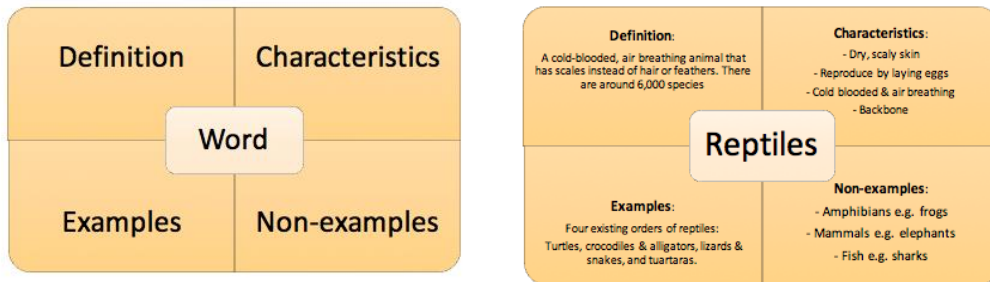 Definition
Characteristics
Word
Examples
Non-examples
Definition:
A cold-blooded, air breathing animal that
has scales instead of hair or feathers. There
are around 6,000 species
Characteristics:
- Dry, scaly skin
- Reproduce by laying eggs
- Cold blooded & air breathing
- Backbone
Reptiles
Examples:
Four existing orders of reptiles:
Turtles, crocodiles & alligators, lizards &
snakes, and tuartaras.
Non-examples:
- Amphibians e.g. frogs
- Mammals e.g. elephants
- Fish e.g. sharks